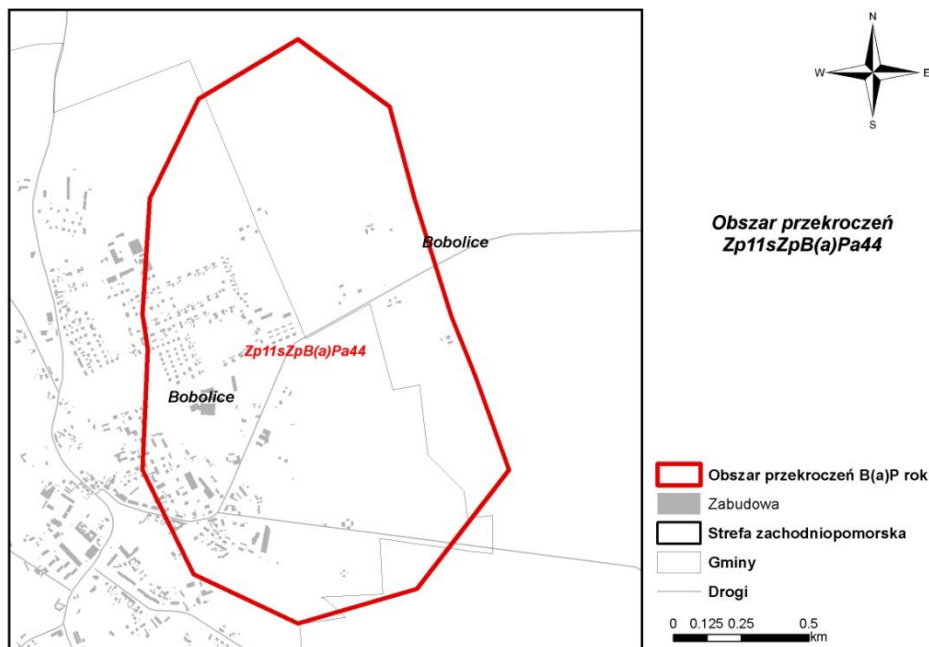 N
W E
S
Obszar przekroczeń
Zp11sZpB(a)Pa44
Bobolice
Zp11sZpB(a)Pa44
Bobolice
Obszar przekroczeń B(a)P rok
Zabudowa
Strefa zachodniopomorska
Gminy
Drogi
0 0.125 0.25 0.5
km